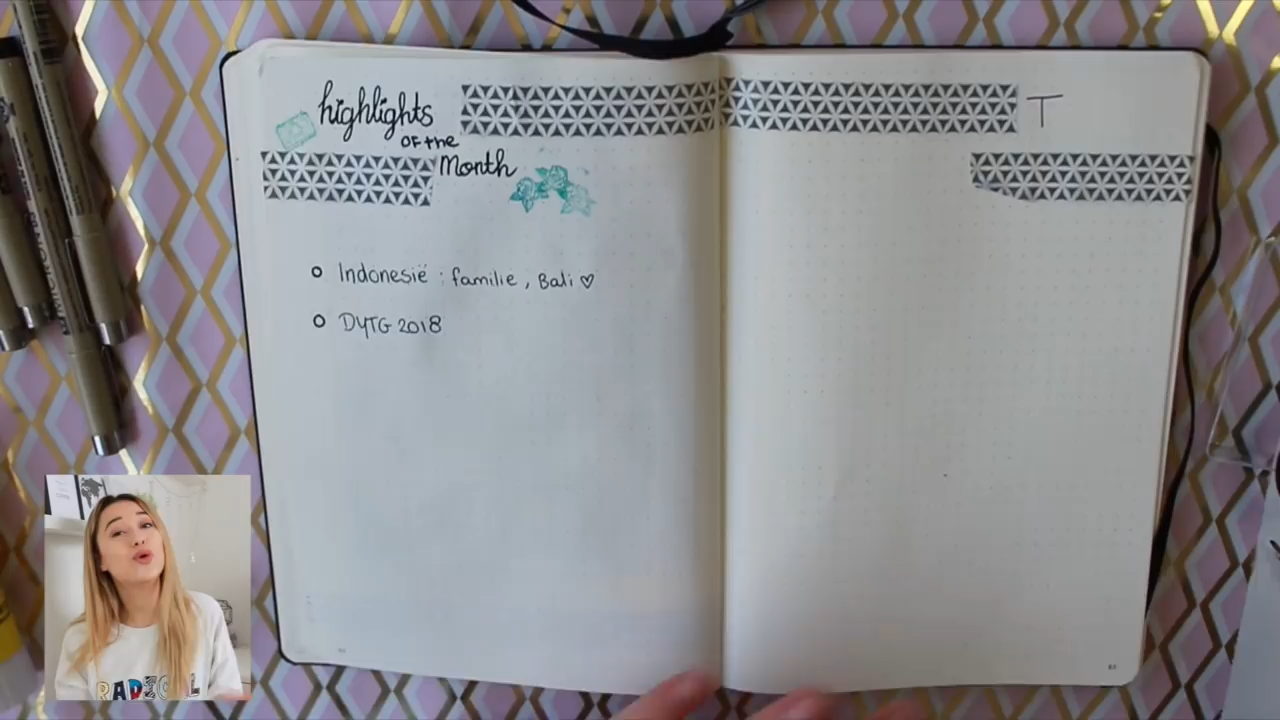 highlights
OF the
Month
T
Indonesië : familie, Bali ♡
DYTG 2018